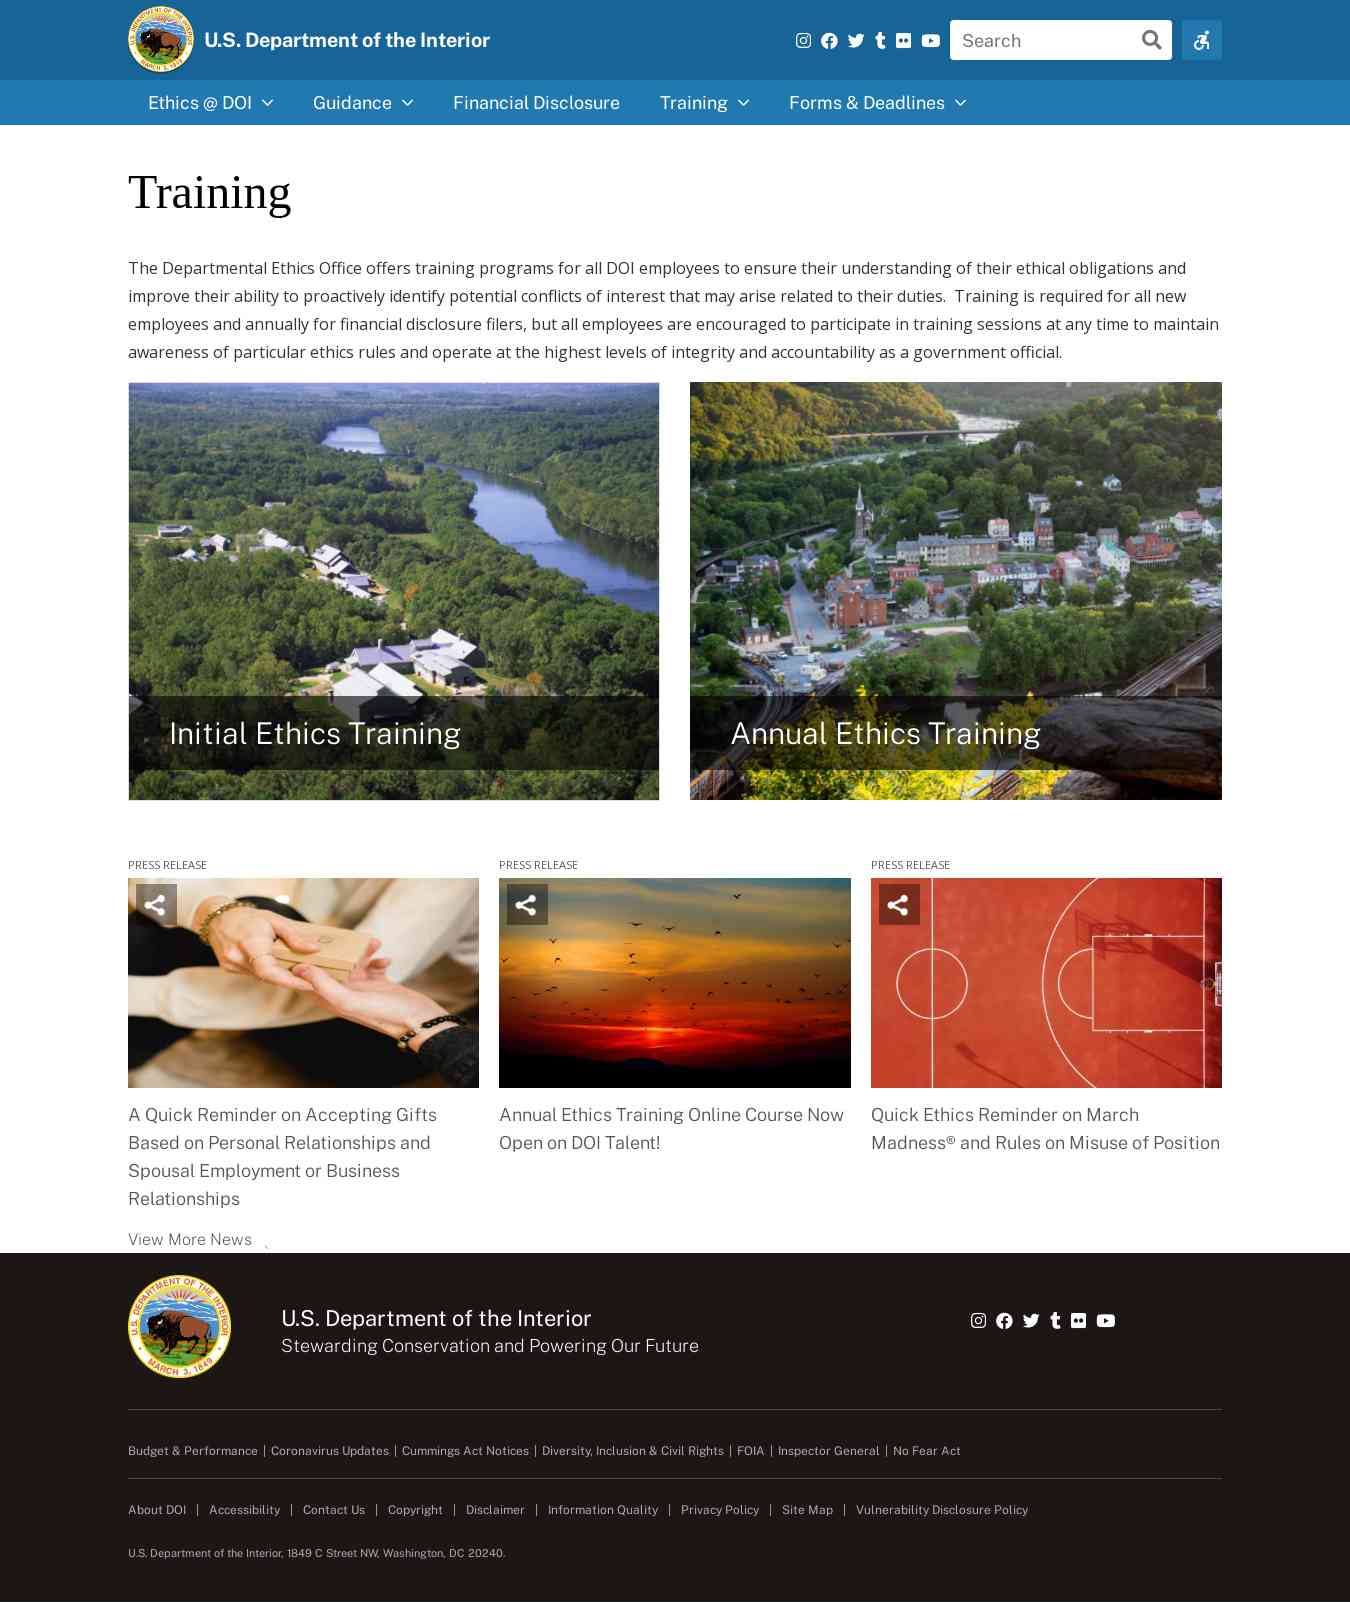 U.S. Department of the Interior
Search
Ethics @ DOI
Guidance
Financial Disclosure
Training
Forms & Deadlines
Training
The Departmental Ethics Office offers training programs for all DOI employees to ensure their understanding of their ethical obligations and
improve their ability to proactively identify potential conflicts of interest that may arise related to their duties.  Training is required for all new
employees and annually for financial disclosure filers, but all employees are encouraged to participate in training sessions at any time to maintain
awareness of particular ethics rules and operate at the highest levels of integrity and accountability as a government official.
Initial Ethics Training
Annual Ethics Training
PRESS RELEASE
PRESS RELEASE
PRESS RELEASE
A Quick Reminder on Accepting Gifts
Based on Personal Relationships and
Spousal Employment or Business
Relationships
Annual Ethics Training Online Course Now
Open on DOI Talent!
Quick Ethics Reminder on March
Madness® and Rules on Misuse of Position
View More News
U.S. DEPARTMENT OF THE INTERIOR
MARCH 3, 1849
U.S. Department of the Interior
Stewarding Conservation and Powering Our Future
Budget & Performance | Coronavirus Updates | Cummings Act Notices | Diversity, Inclusion & Civil Rights | FOIA | Inspector General | No Fear Act
About DOI | Accessibility | Contact Us | Copyright | Disclaimer | Information Quality | Privacy Policy | Site Map | Vulnerability Disclosure Policy
U.S. Department of the Interior, 1849 C Street NW, Washington, DC 20240.